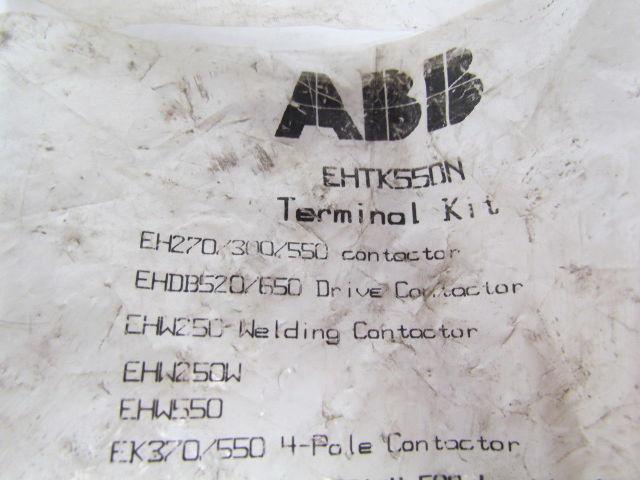 ABB
EHTK550N
Terminal Kit
EH270/300/550 contactor
EHDB520/650 Drive Contactor
EHW250-Welding Contactor
EHW250W
EHW550
EK370/550 4-Pole Contactor